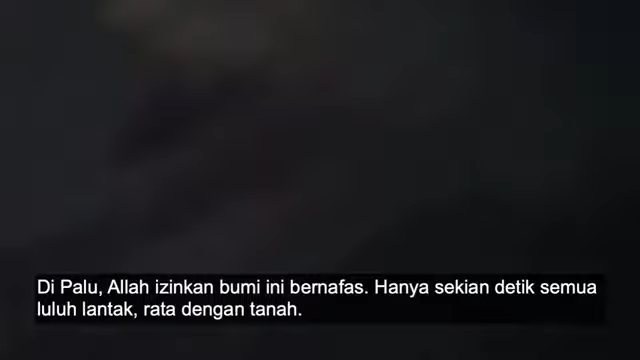 Di Palu, Allah izinkan bumi ini bernafas. Hanya sekian detik semua
luluh lantak, rata dengan tanah.